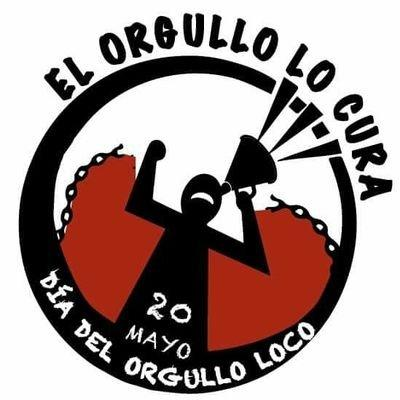 EL ORGULLO LO CURA
20
MAYO
DÍA DEL ORGULLO LOCO